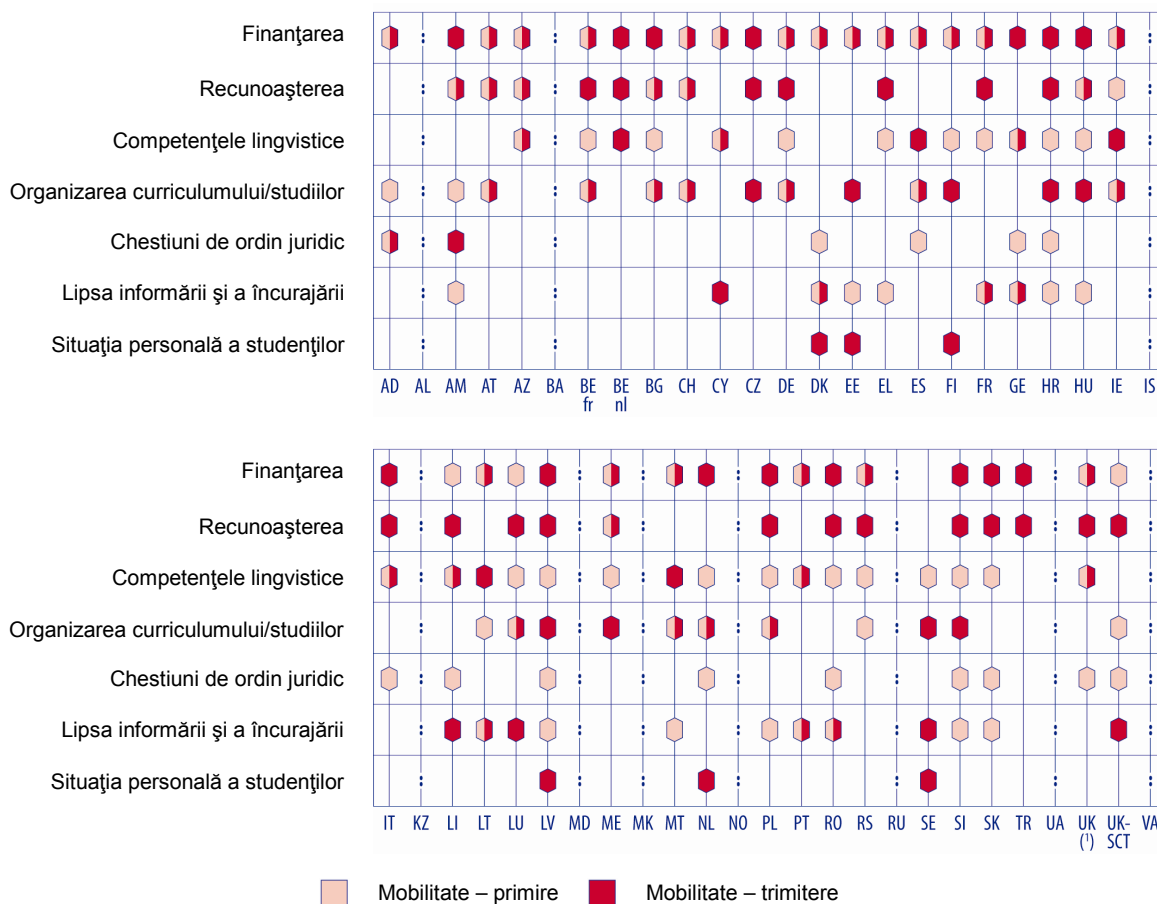 Finanţarea
Recunoaşterea
Competenţele lingvistice
Organizarea curriculumului/studiilor
Chestiuni de ordin juridic
Lipsa informării şi a încurajării
Situaţia personală a studenţilor
AD AL AM AT AZ BA BE fr BE nl BG CH CY CZ DE DK EE EL ES FI FR GE HR HU IE IS
Finanţarea
Recunoaşterea
Competenţele lingvistice
Organizarea curriculumului/studiilor
Chestiuni de ordin juridic
Lipsa informării şi a încurajării
Situaţia personală a studenţilor
IT KZ LI LT LU LV MD ME MK MT NL NO PL PT RO RS RU SE SI SK TR UA UK (¹) UK-SCT VA
Mobilitate – primire Mobilitate – trimitere